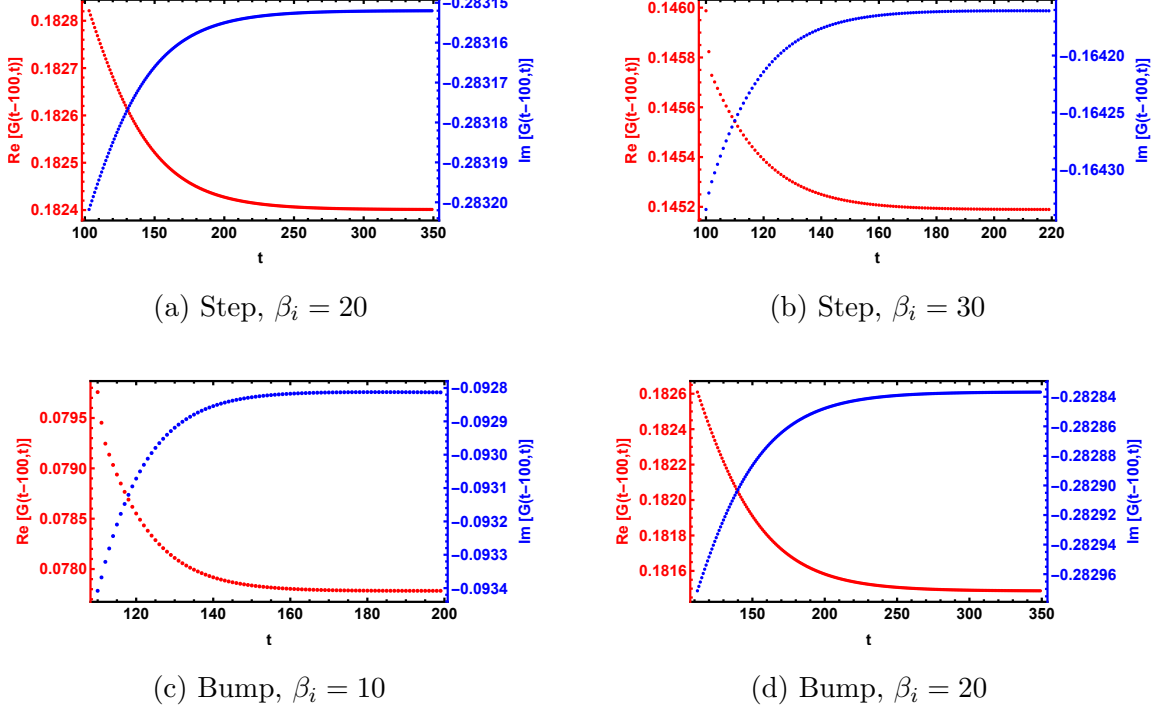 0.1828
0.1827
0.1826
0.1825
0.1824
Re [G(t−100,t)]
−0.28315
−0.28316
−0.28317
−0.28318
−0.28319
−0.28320
Im [G(t−100,t)]
100 150 200 250 300 350
t
(a) Step, βi = 20
0.1460
0.1458
0.1456
0.1454
0.1452
Re [G(t−100,t)]
−0.16420
−0.16425
−0.16430
Im [G(t−100,t)]
100 120 140 160 180 200 220
t
(b) Step, βi = 30
0.0795
0.0790
0.0785
0.0780
Re [G(t−100,t)]
−0.0928
−0.0929
−0.0930
−0.0931
−0.0932
−0.0933
−0.0934
Im [G(t−100,t)]
120 140 160 180 200
t
(c) Bump, βi = 10
0.1826
0.1824
0.1822
0.1820
0.1818
0.1816
Re [G(t−100,t)]
−0.28284
−0.28286
−0.28288
−0.28290
−0.28292
−0.28294
−0.28296
Im [G(t−100,t)]
150 200 250 300 350
t
(d) Bump, βi = 20